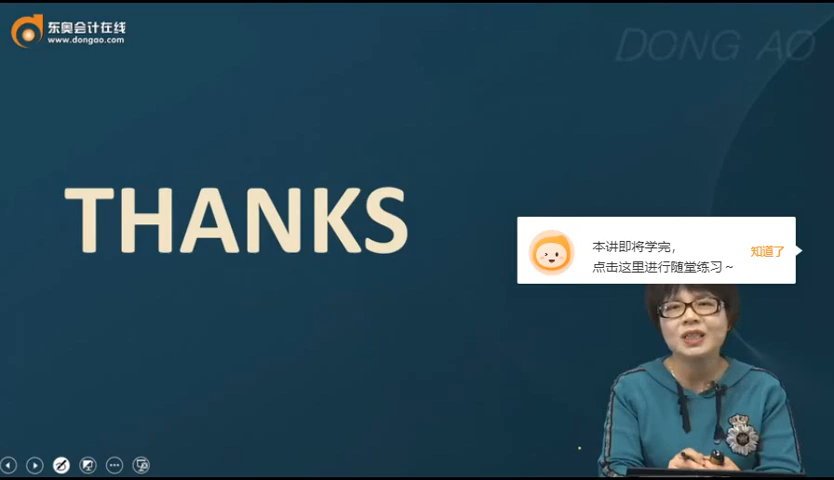 东奥会计在线
www.dongao.com
DONG AO
THANKS
本讲即将学完，
点击这里进行随堂练习～
知道了